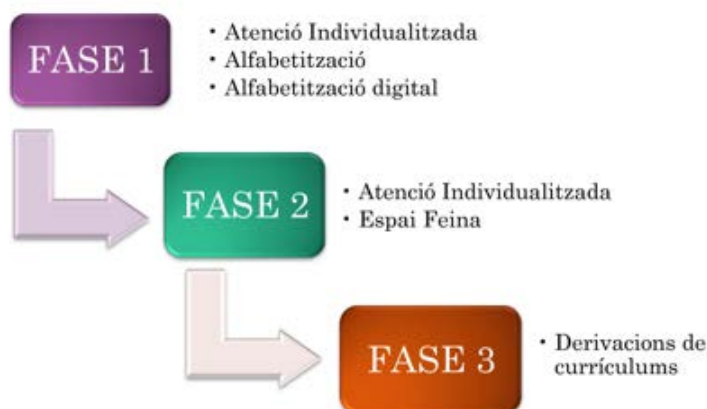 FASE 1
• Atenció Individualitzada
• Alfabetització
• Alfabetització digital
FASE 2
• Atenció Individualitzada
• Espai Feina
FASE 3
• Derivacions de
currículums